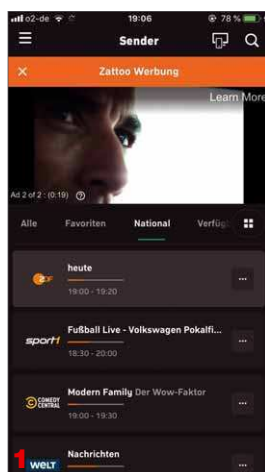 o2-de 19:06 78 %
Sender
Zattoo Werbung
Learn More
Ad 2 of 2 : (0:19)
Alle Favoriten National Verfüg
ZDF heute
19:00 - 19:20
sport1 Fußball Live - Volkswagen Pokalfi...
18:30 - 20:00
COMEDY CENTRAL Modern Family Der Wow-Faktor
19:00 - 19:30
1 WELT Nachrichten